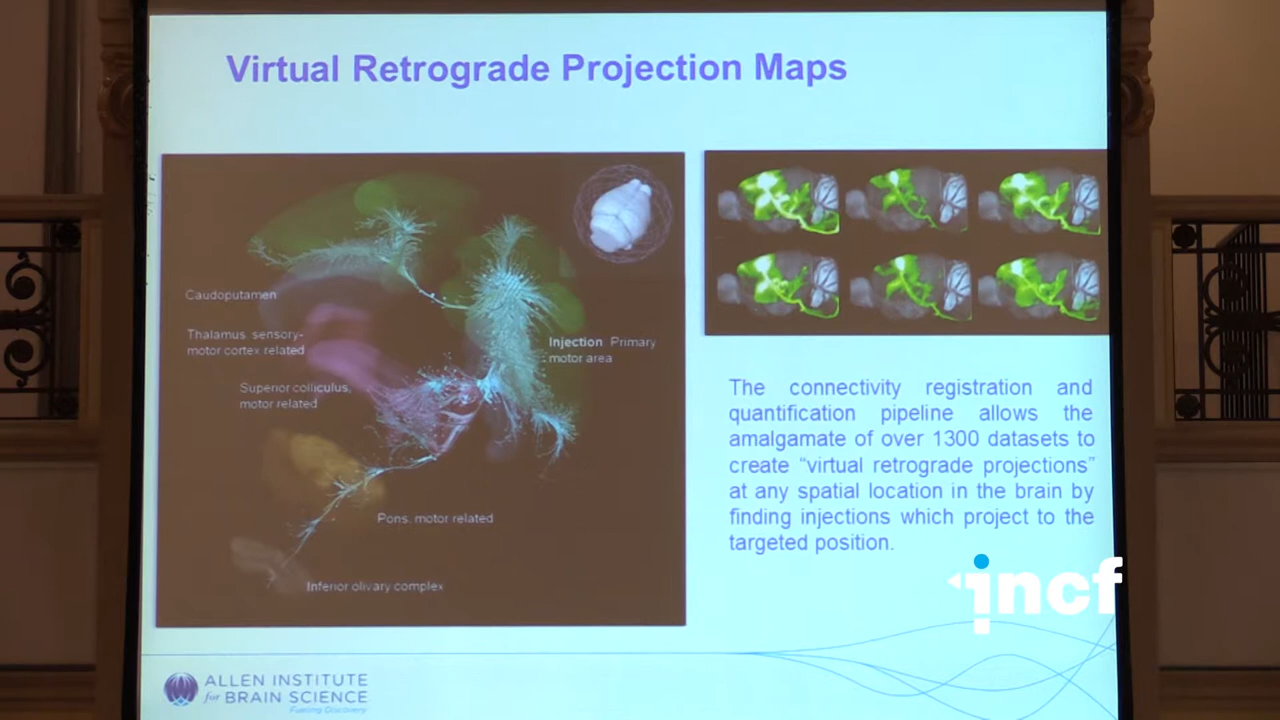 Virtual Retrograde Projection Maps
Caudoputamen
Thalamus, sensory-
motor cortex related
Superior colliculus,
motor related
Injection Primary
motor area
Pons, motor related
Inferior olivary complex
The connectivity registration and
quantification pipeline allows the
amalgamate of over 1300 datasets to
create “virtual retrograde projections”
at any spatial location in the brain by
finding injections which project to the
targeted position.
incf
ALLEN INSTITUTE
for BRAIN SCIENCE
Fueling Discovery